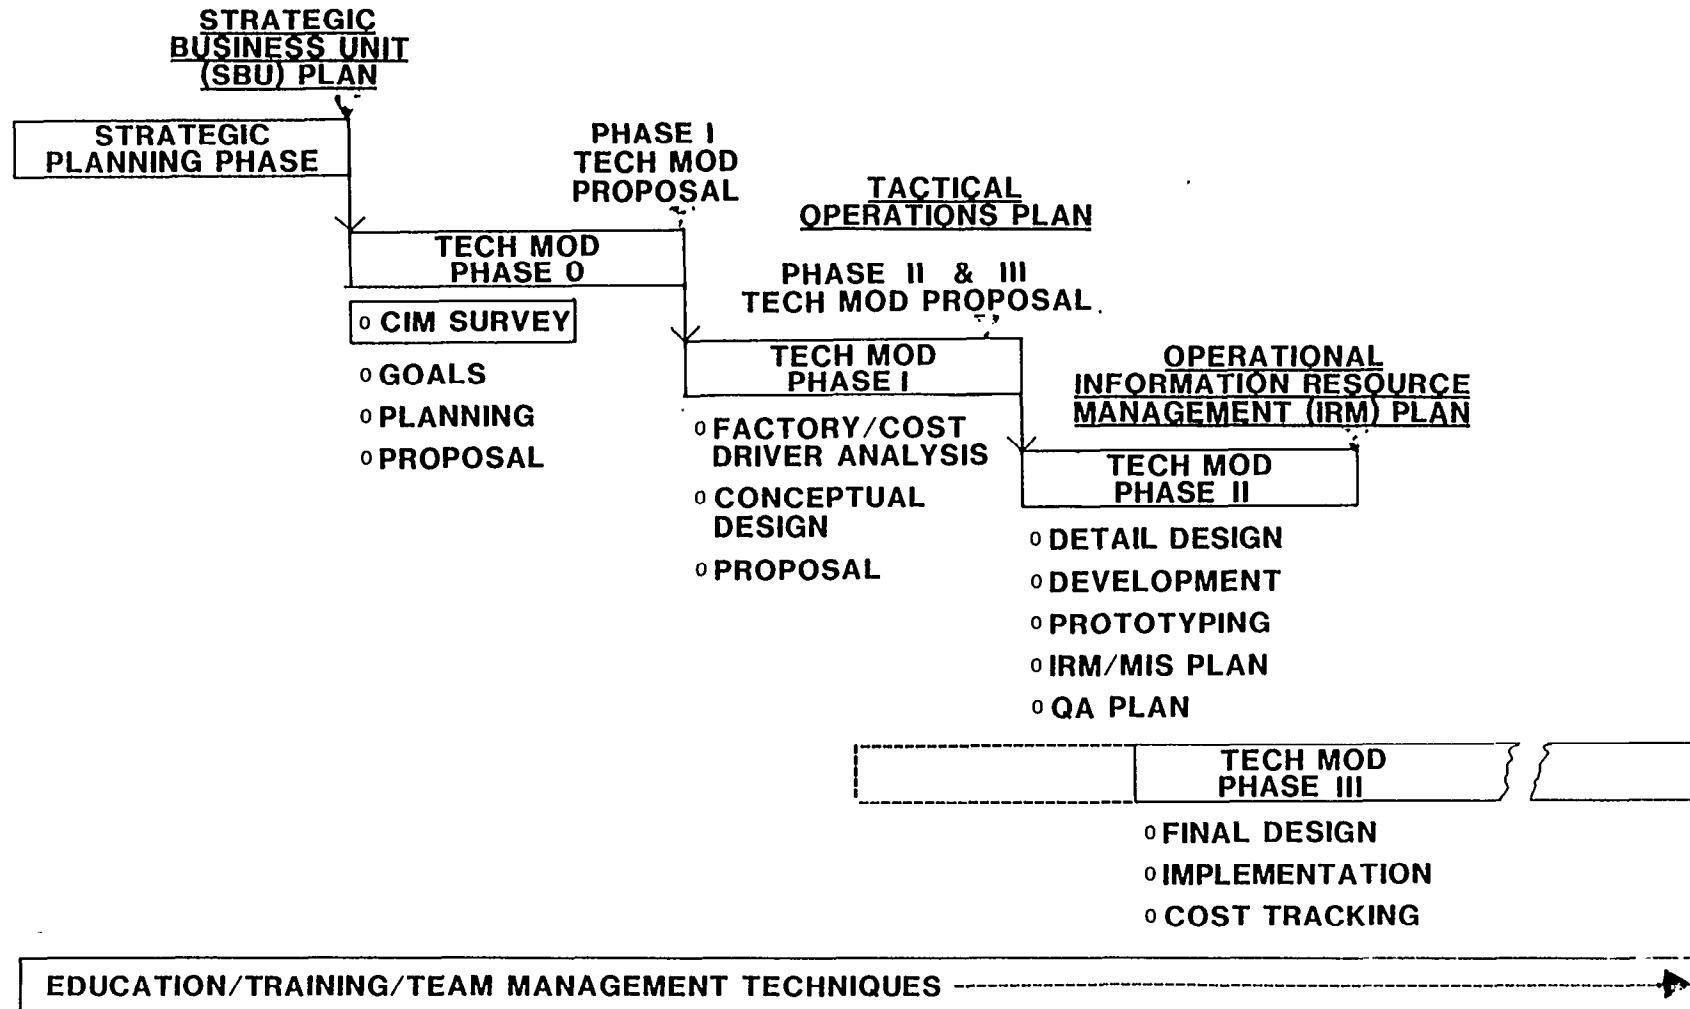 STRATEGIC
BUSINESS UNIT
(SBU) PLAN
STRATEGIC
PLANNING PHASE
PHASE I
TECH MOD
PROPOSAL
TECH MOD
PHASE 0
o CIM SURVEY
o GOALS
o PLANNING
o PROPOSAL
TACTICAL
OPERATIONS PLAN
PHASE II & III
TECH MOD PROPOSAL
TECH MOD
PHASE I
o FACTORY/COST
DRIVER ANALYSIS
o CONCEPTUAL
DESIGN
o PROPOSAL
OPERATIONAL
INFORMATION RESOURCE
MANAGEMENT (IRM) PLAN
TECH MOD
PHASE II
o DETAIL DESIGN
o DEVELOPMENT
o PROTOTYPING
o IRM/MIS PLAN
o QA PLAN
TECH MOD
PHASE III
o FINAL DESIGN
o IMPLEMENTATION
o COST TRACKING
EDUCATION/TRAINING/TEAM MANAGEMENT TECHNIQUES